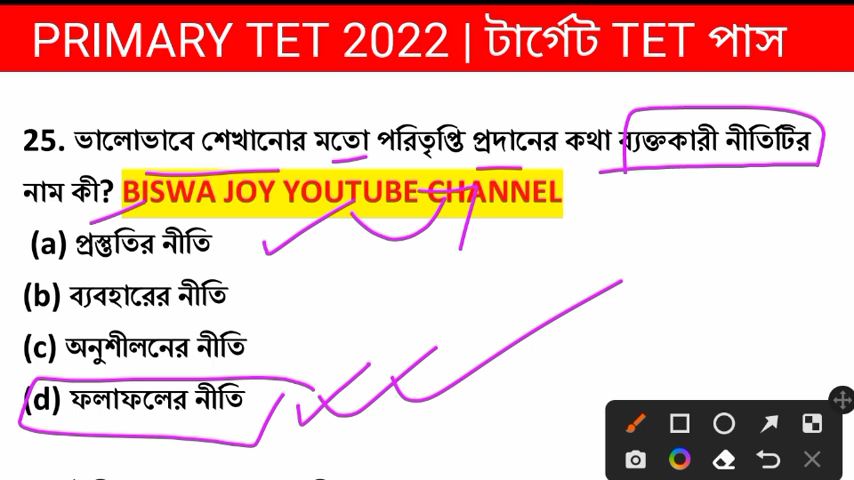 PRIMARY TET 2022 | টার্গেট TET পাস
25. ভালোভাবে শেখানোর মতো পরিতৃপ্তি প্রদানের কথা ব্যক্তকারী নীতিটির
নাম কী? BISWA JOY YOUTUBE CHANNEL
(a) প্রস্তুতির নীতি
(b) ব্যবহারের নীতি
(c) অনুশীলনের নীতি
(d) ফলাফলের নীতি